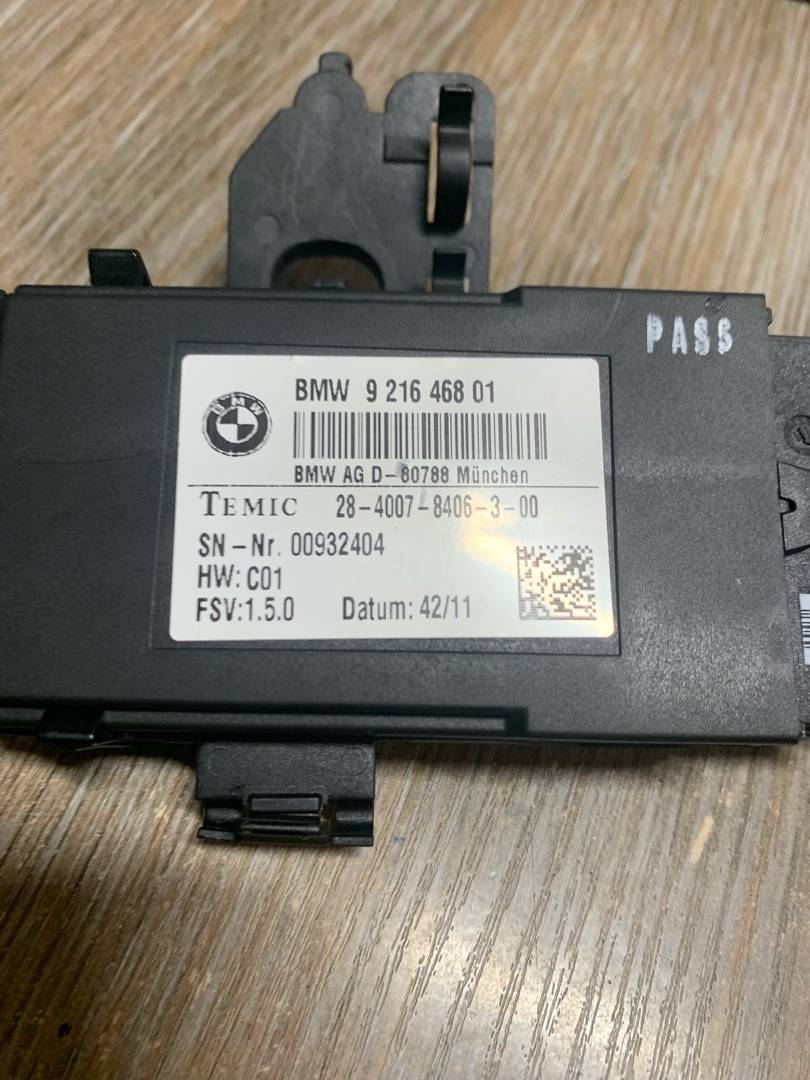 PASS
BMW 9 216 468 01
BMW
BMW AG D-80788 München
TEMIC 28-4007-8406-3-00
SN-Nr. 00932404
HW: C01
FSV:1.5.0 Datum: 42/11